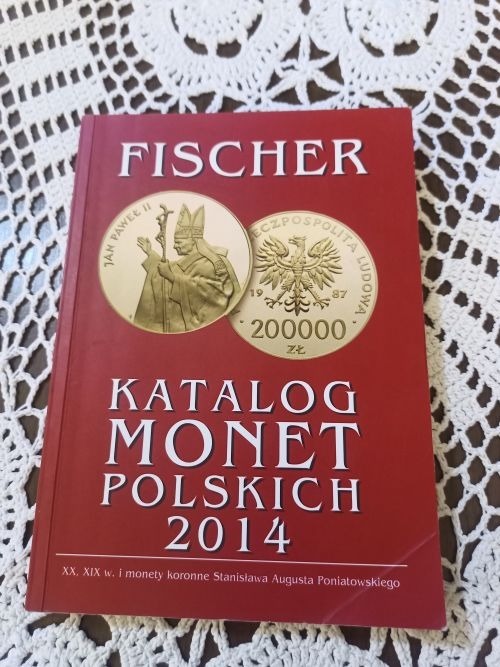 FISCHER
JAN PAWEŁ II
RZECZPOSPOLITA LUDOWA
19 87
200000
ZŁ
KATALOG
MONET
POLSKICH
2014
XX, XIX w. i monety koronne Stanisława Augusta Poniatowskiego